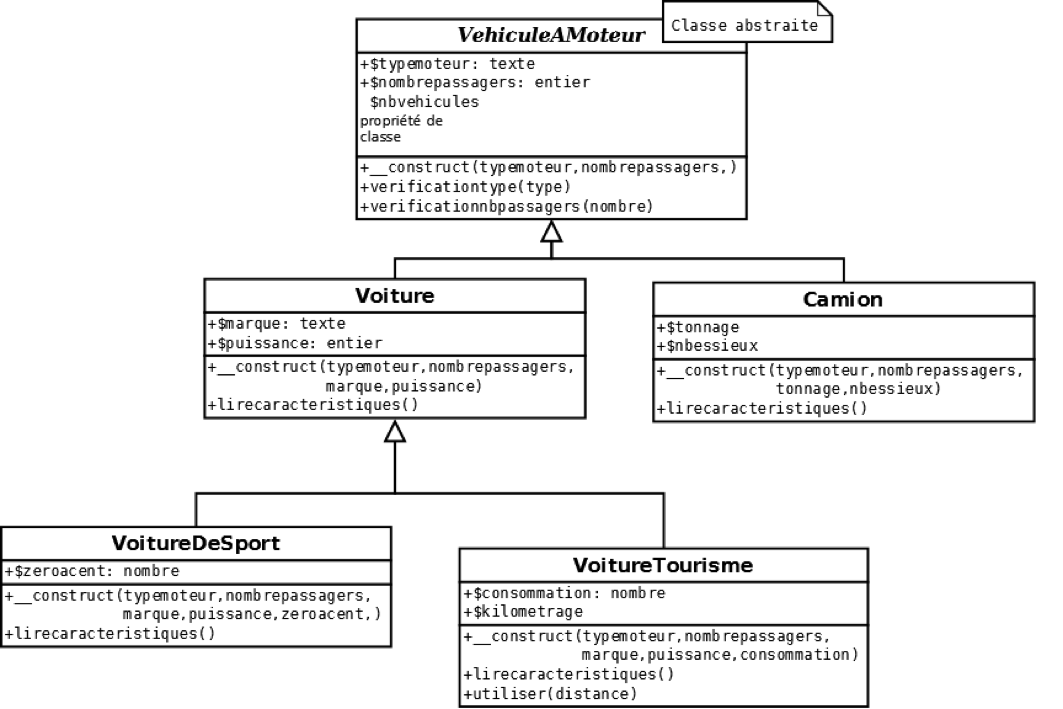 Classe abstraite
VehiculeAMoteur
+$typemoteur: texte
+$nombrepassagers: entier
$nbvehicules
propriété de
classe
+__construct(typemoteur,nombrepassagers,)
+verificationtype(type)
+verificationnbpassagers(nombre)
Voiture
+$marque: texte
+$puissance: entier
+__construct(typemoteur,nombrepassagers,
marque,puissance)
+lirecaracteristiques()
Camion
+$tonnage
+$nbessieux
+__construct(typemoteur,nombrepassagers,
tonnage,nbessieux)
+lirecaracteristiques()
VoitureDeSport
+$zeroacent: nombre
+__construct(typemoteur,nombrepassagers,
marque,puissance,zeroacent,)
+lirecaracteristiques()
VoitureTourisme
+$consommation: nombre
+$kilometrage
+__construct(typemoteur,nombrepassagers,
marque,puissance,consommation)
+lirecaracteristiques()
+utiliser(distance)